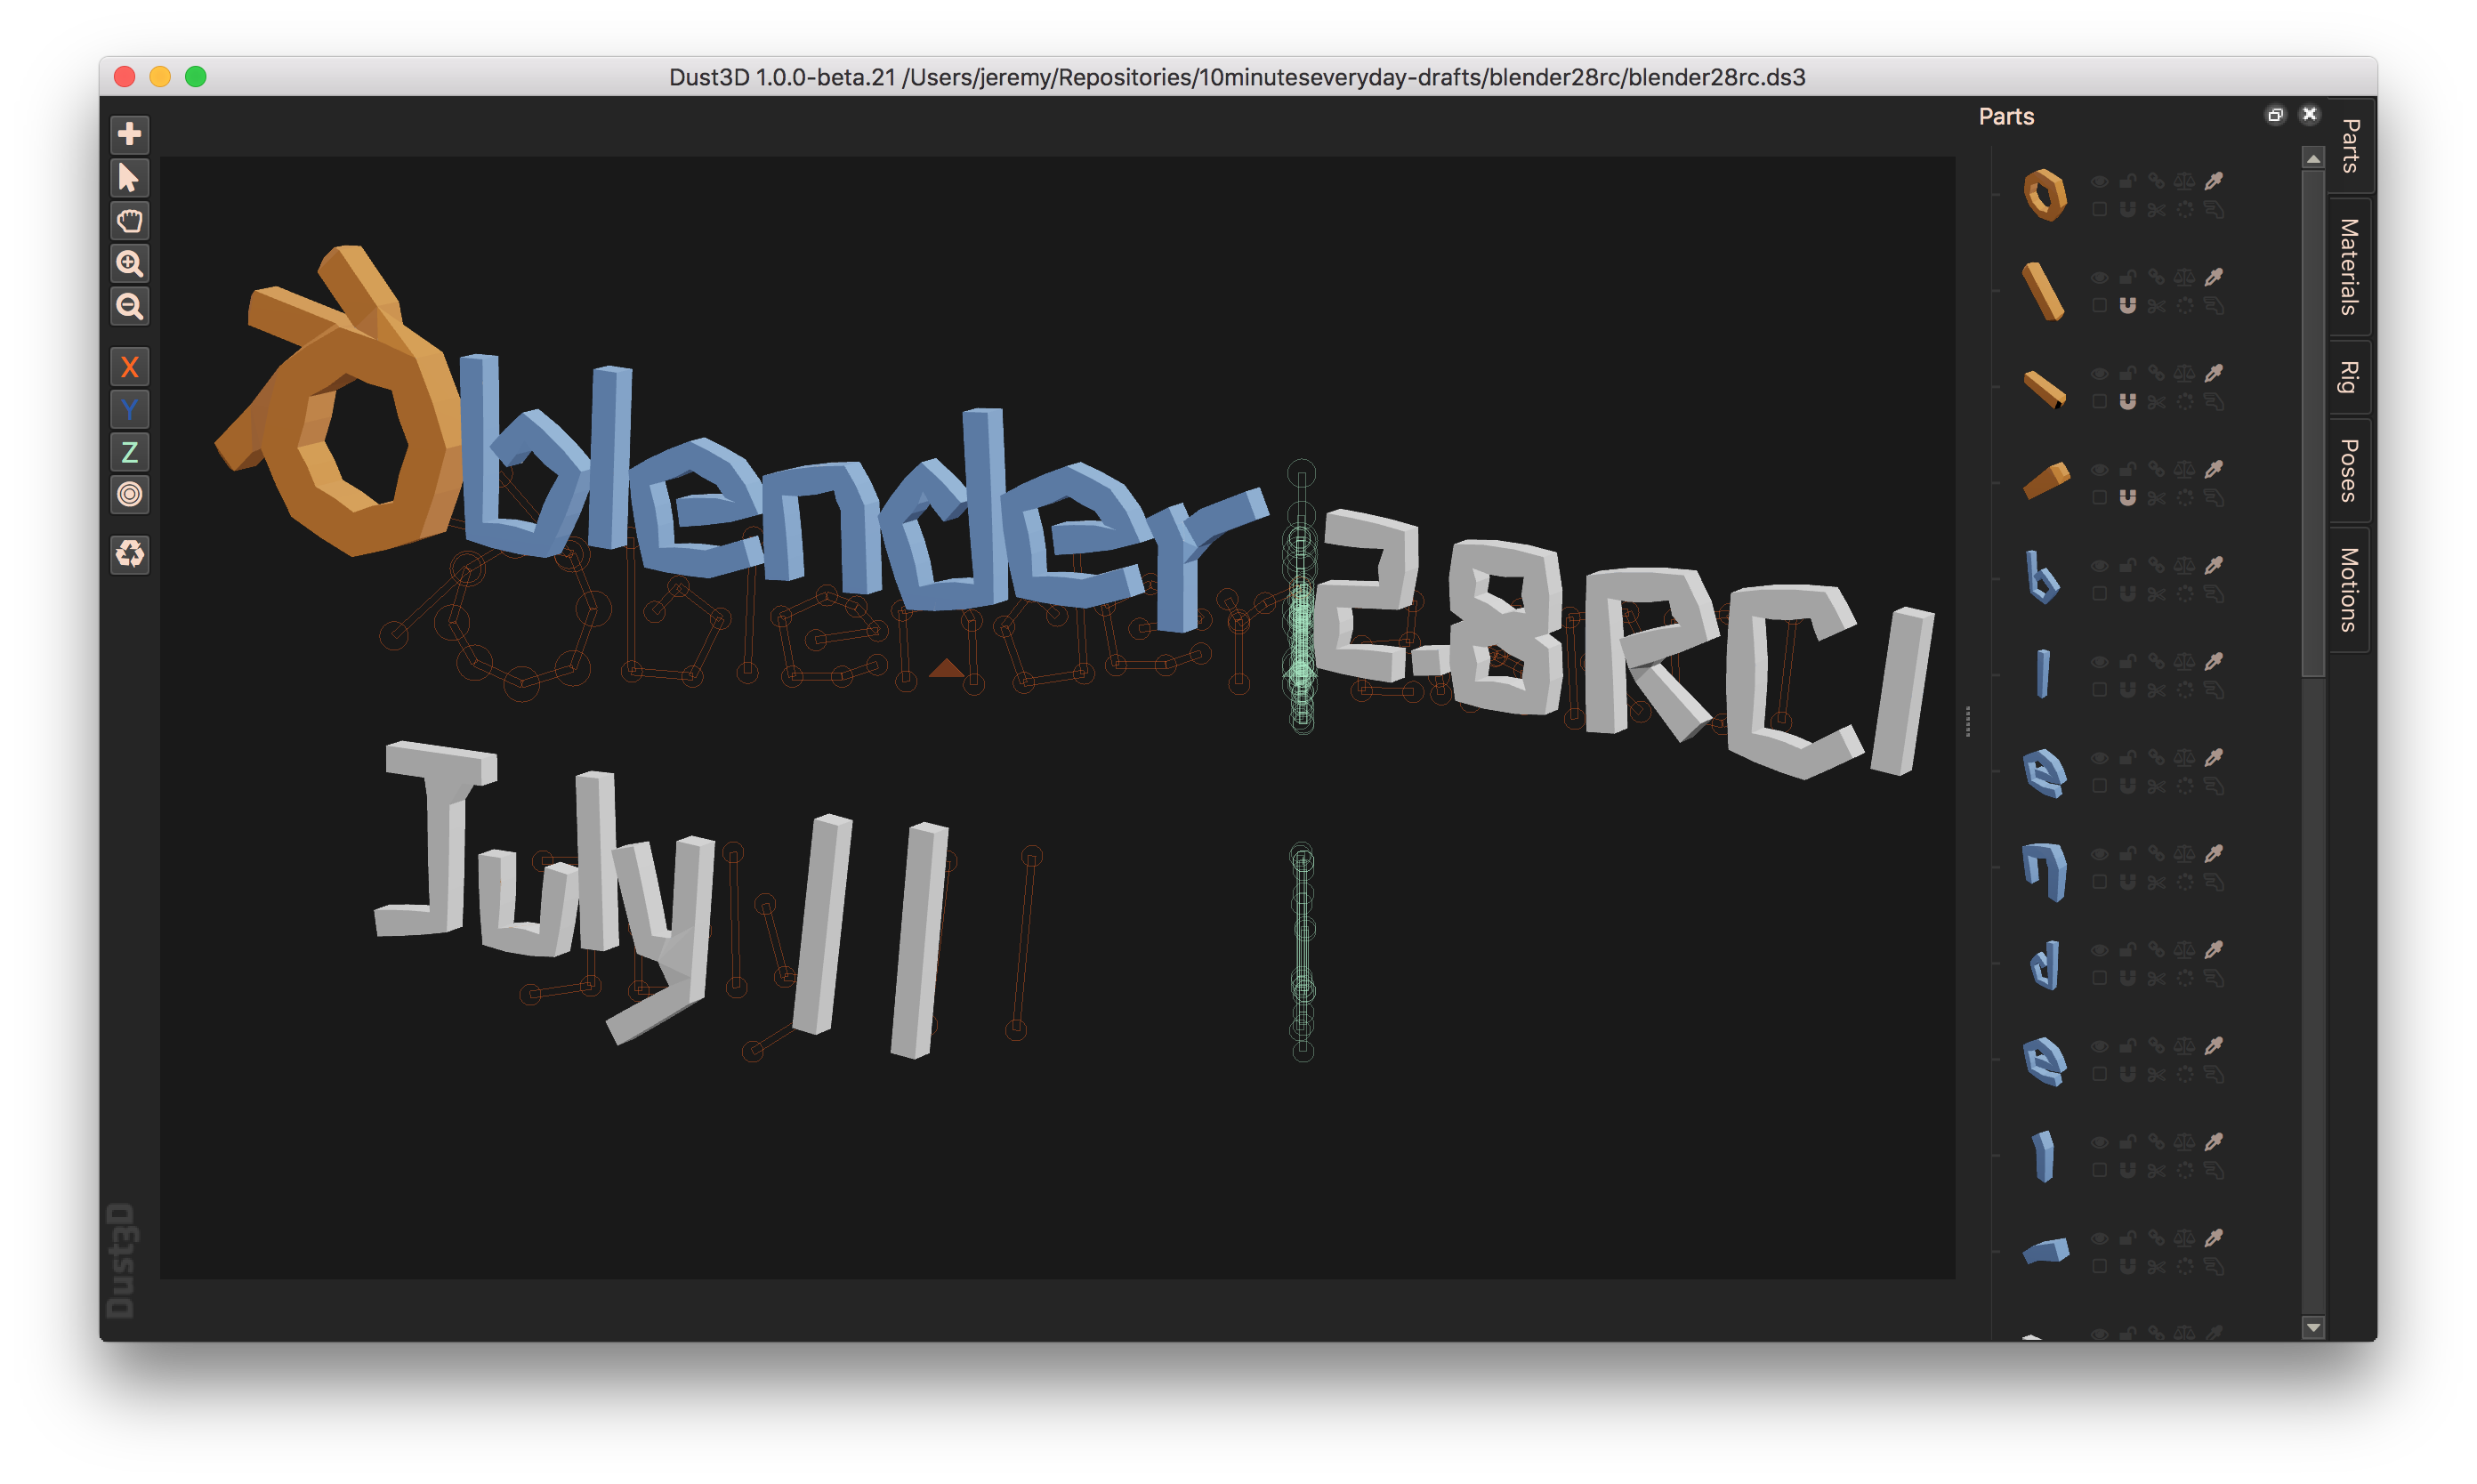 Dust3D 1.0.0-beta.21 /Users/jeremy/Repositories/10minuteseveryday-drafts/blender28rc/blender28rc.ds3
Parts
Parts
Materials
Rig
Poses
Motions
X
Y
Z
blender 2.8RC1
July 11
Dust3D